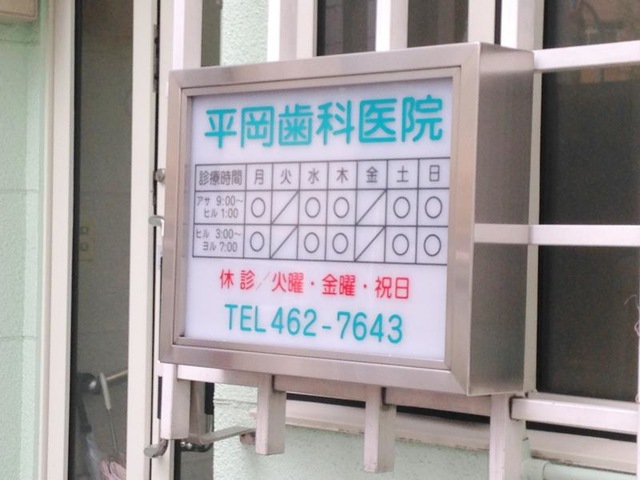 平岡歯科医院
診療時間 月 火 水 木 金 土 日
アサ 9:00〜
ヒル 1:00 ○ ／ ○ ○ ／ ○ ○
ヒル 3:00〜
ヨル 7:00 ○ ／ ○ ○ ／ ○ ○
休診／火曜・金曜・祝日
TEL 462-7643